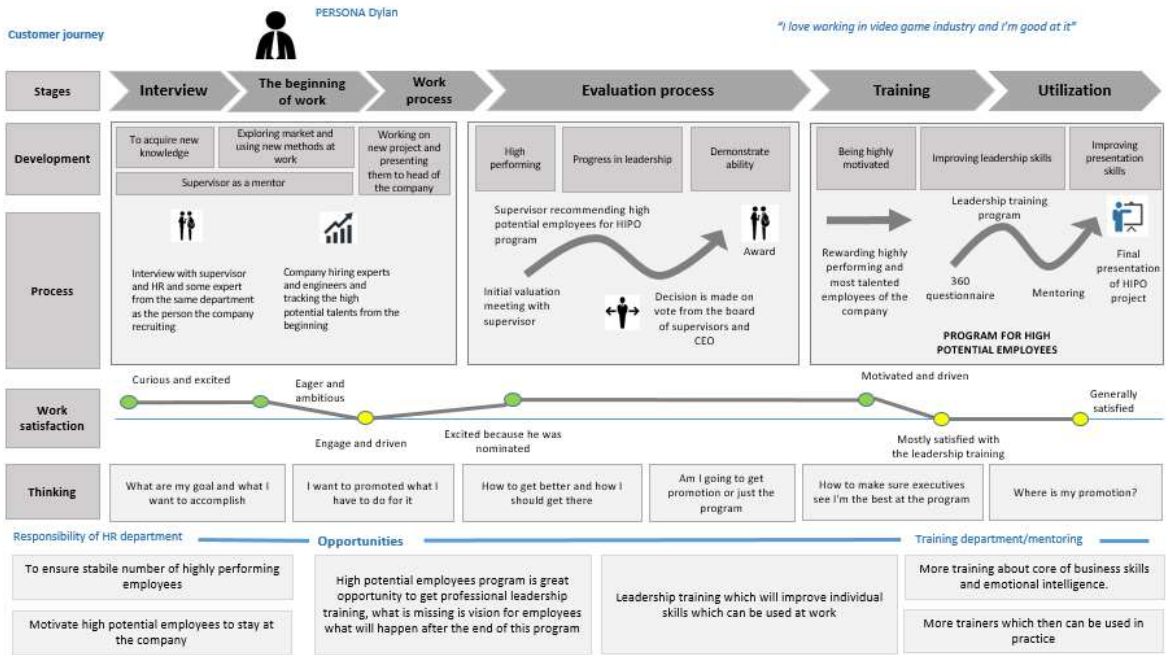 PERSONA Dylan
Customer journey
"I love working in video game industry and I'm good at it"
Stages
Interview
The beginning
of work
Work
process
Evaluation process
Training
Utilization
Development
To acquire new
knowledge
Exploring market and
using new methods at
work
Supervisor as a mentor
Working on
new project and
presenting
them to head of
the company
High
performing
Progress in leadership
Demonstrate
ability
Being highly
motivated
Improving leadership skills
Improving
presentation
skills
Process
Interview with supervisor
and HR and some expert
from the same department
as the person the company
recruiting
Company hiring experts
and engineers and
tracking the high
potential talents from the
beginning
Supervisor recommending high
potential employees for HIPO
program
Award
Initial valuation
meeting with
supervisor
Decision is made on
vote from the board
of supervisors and
CEO
Rewarding highly
performing and
most talented
employees of the
company
Leadership training
program
360
questionnaire
Mentoring
Final
presentation
of HIPO
project
PROGRAM FOR HIGH
POTENTIAL EMPLOYEES
Work
satisfaction
Curious and excited
Eager and
ambitious
Engage and driven
Excited because he was
nominated
Motivated and driven
Mostly satisfied with
the leadership training
Generally
satisfied
Thinking
What are my goal and what I
want to accomplish
I want to promoted what I
have to do for it
How to get better and how I
should get there
Am I going to get
promotion or just the
program
How to make sure executives
see I'm the best at the program
Where is my promotion?
Responsibility of HR department
Opportunities
Training department/mentoring
To ensure stabile number of highly performing
employees
Motivate high potential employees to stay at
the company
High potential employees program is great
opportunity to get professional leadership
training, what is missing is vision for employees
what will happen after the end of this program
Leadership training which will improve individual
skills which can be used at work
More training about core of business skills
and emotional intelligence.
More trainers which then can be used in
practice